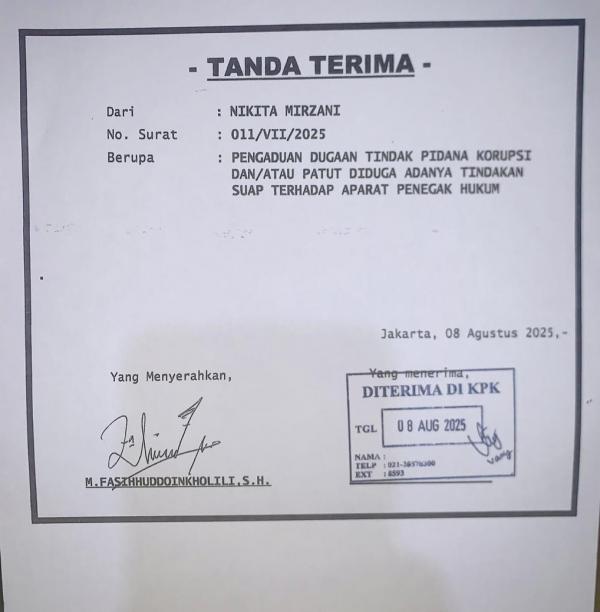 - TANDA TERIMA -
Dari : NIKITA MIRZANI
No. Surat : 011/VII/2025
Berupa : PENGADUAN DUGAAN TINDAK PIDANA KORUPSI
DAN/ATAU PATUT DIDUGA ADANYA TINDAKAN
SUAP TERHADAP APARAT PENEGAK HUKUM
Jakarta, 08 Agustus 2025,-
Yang Menyerahkan,
Yang menerima,
DITERIMA DI KPK
TGL 08 AUG 2025
NAMA :
TELP : 021-
EXT : 8593
M.FASIHHUDDOINKHOLILI,S.H.